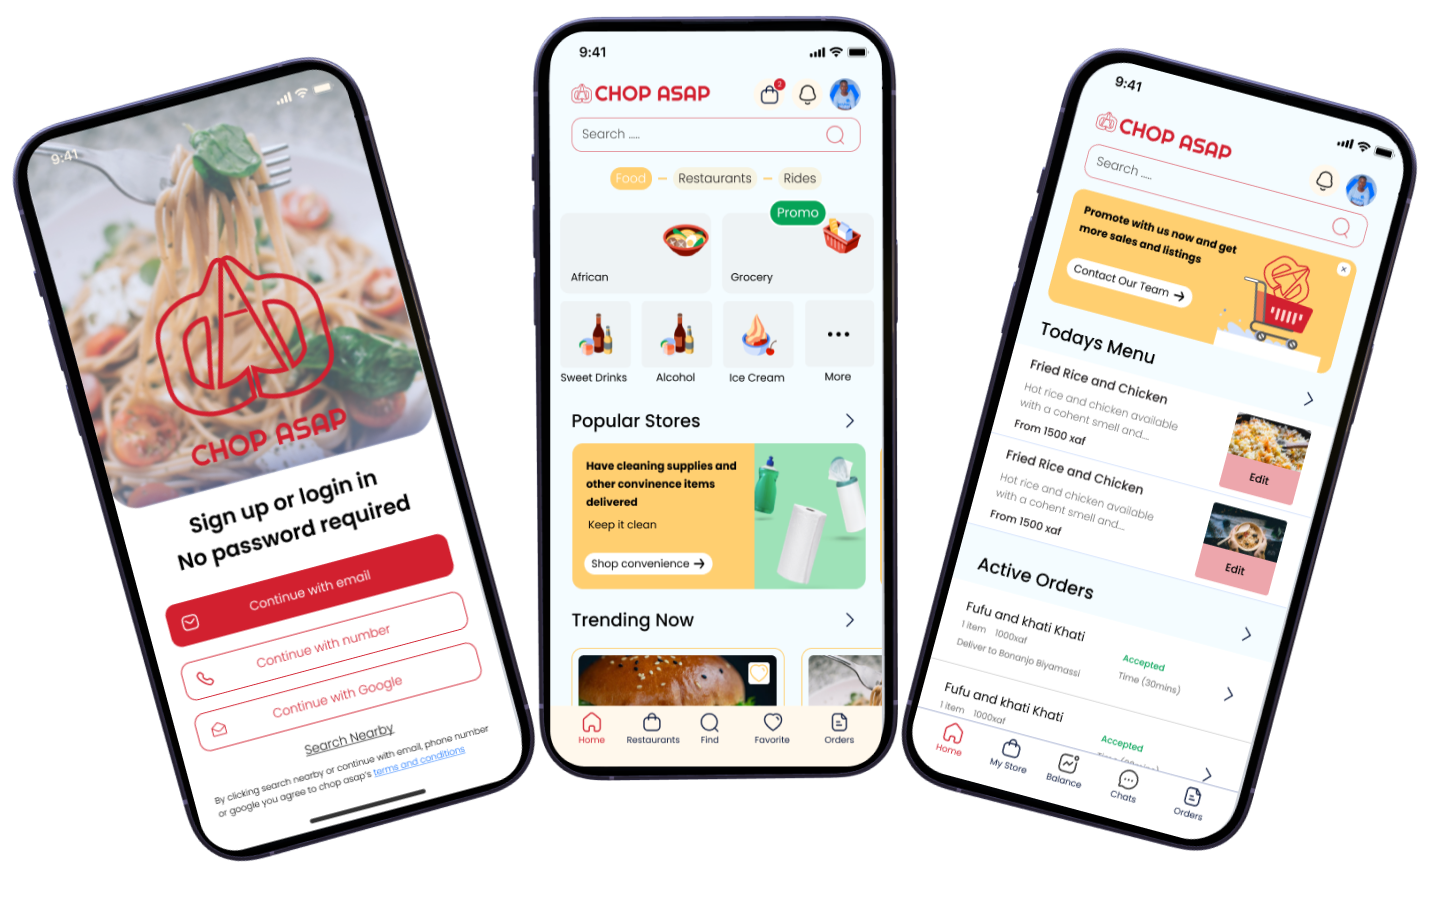 9:41
CHOP ASAP
Sign up or login in
No password required
Continue with email
Continue with number
Continue with Google
Search Nearby
By clicking search nearby or continue with email, phone number
or google you agree to chop asap's terms and conditions
9:41
CHOP ASAP
2
Search .....
Food
Restaurants
Rides
Promo
African
Grocery
Sweet Drinks
Alcohol
Ice Cream
More
Popular Stores
Have cleaning supplies and
other convinence items
delivered
Keep it clean
Shop convenience
Trending Now
Home
Restaurants
Find
Favorite
Orders
9:41
CHOP ASAP
Search .....
Promote with us now and get
more sales and listings
Contact Our Team
Todays Menu
Fried Rice and Chicken
Hot rice and chicken available
with a cohent smell and...
From 1500 xaf
Edit
Fried Rice and Chicken
Hot rice and chicken available
with a cohent smell and...
From 1500 xaf
Edit
Active Orders
Fufu and khati Khati
1 item 1000xaf
Accepted
Deliver to Bonanjo Biyamassi
Time (30mins)
Fufu and khati Khati
1 item 1000xaf
Accepted
Home
My Store
Balance
Chats
Orders